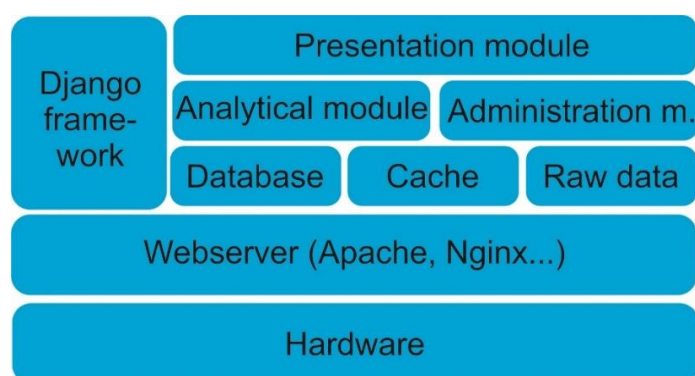 Presentation module
Django
frame-
work
Analytical module
Administration m.
Database
Cache
Raw data
Webserver (Apache, Nginx...)
Hardware